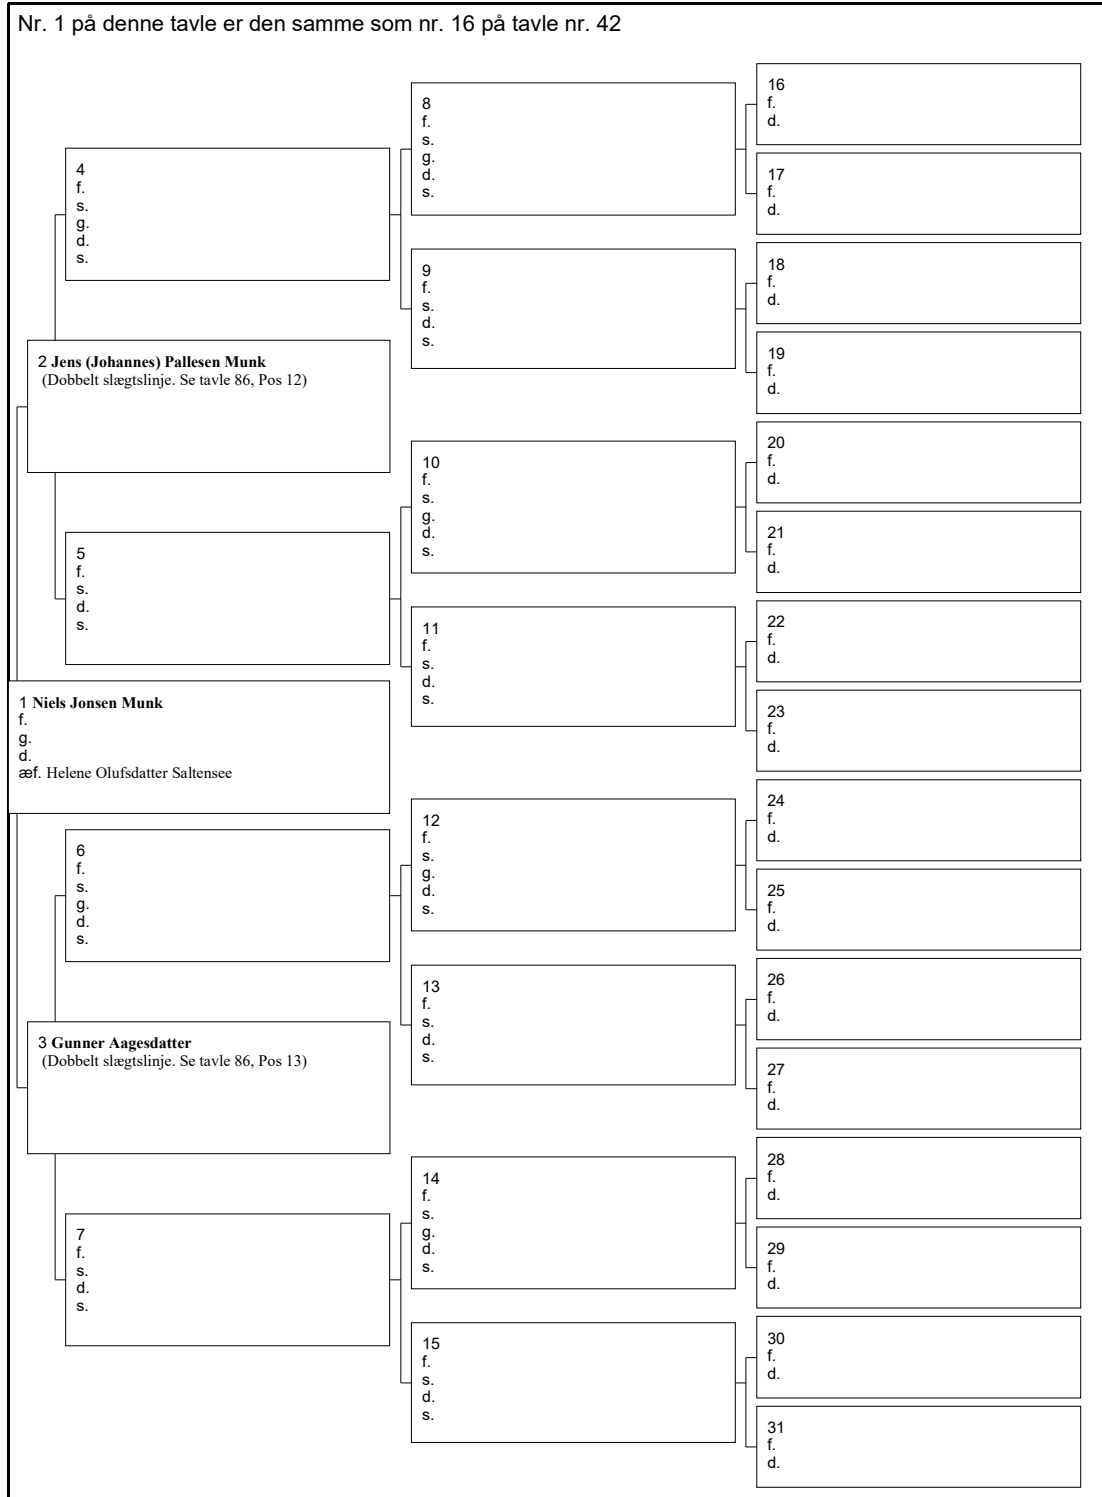 Nr. 1 på denne tavle er den samme som nr. 16 på tavle nr. 42
1 Niels Jonsen Munk
f.
g.
d.
æf. Helene Olufsdatter Saltensee
2 Jens (Johannes) Pallesen Munk
(Dobbelt slægtslinje. Se tavle 86, Pos 12)
3 Gunner Aagesdatter
(Dobbelt slægtslinje. Se tavle 86, Pos 13)
4
f.
s.
g.
d.
s.
5
f.
s.
d.
s.
6
f.
s.
g.
d.
s.
7
f.
s.
d.
s.
8
f.
s.
g.
d.
s.
9
f.
s.
d.
s.
10
f.
s.
g.
d.
s.
11
f.
s.
d.
s.
12
f.
s.
g.
d.
s.
13
f.
s.
d.
s.
14
f.
s.
g.
d.
s.
15
f.
s.
d.
s.
16
f.
d.
17
f.
d.
18
f.
d.
19
f.
d.
20
f.
d.
21
f.
d.
22
f.
d.
23
f.
d.
24
f.
d.
25
f.
d.
26
f.
d.
27
f.
d.
28
f.
d.
29
f.
d.
30
f.
d.
31
f.
d.